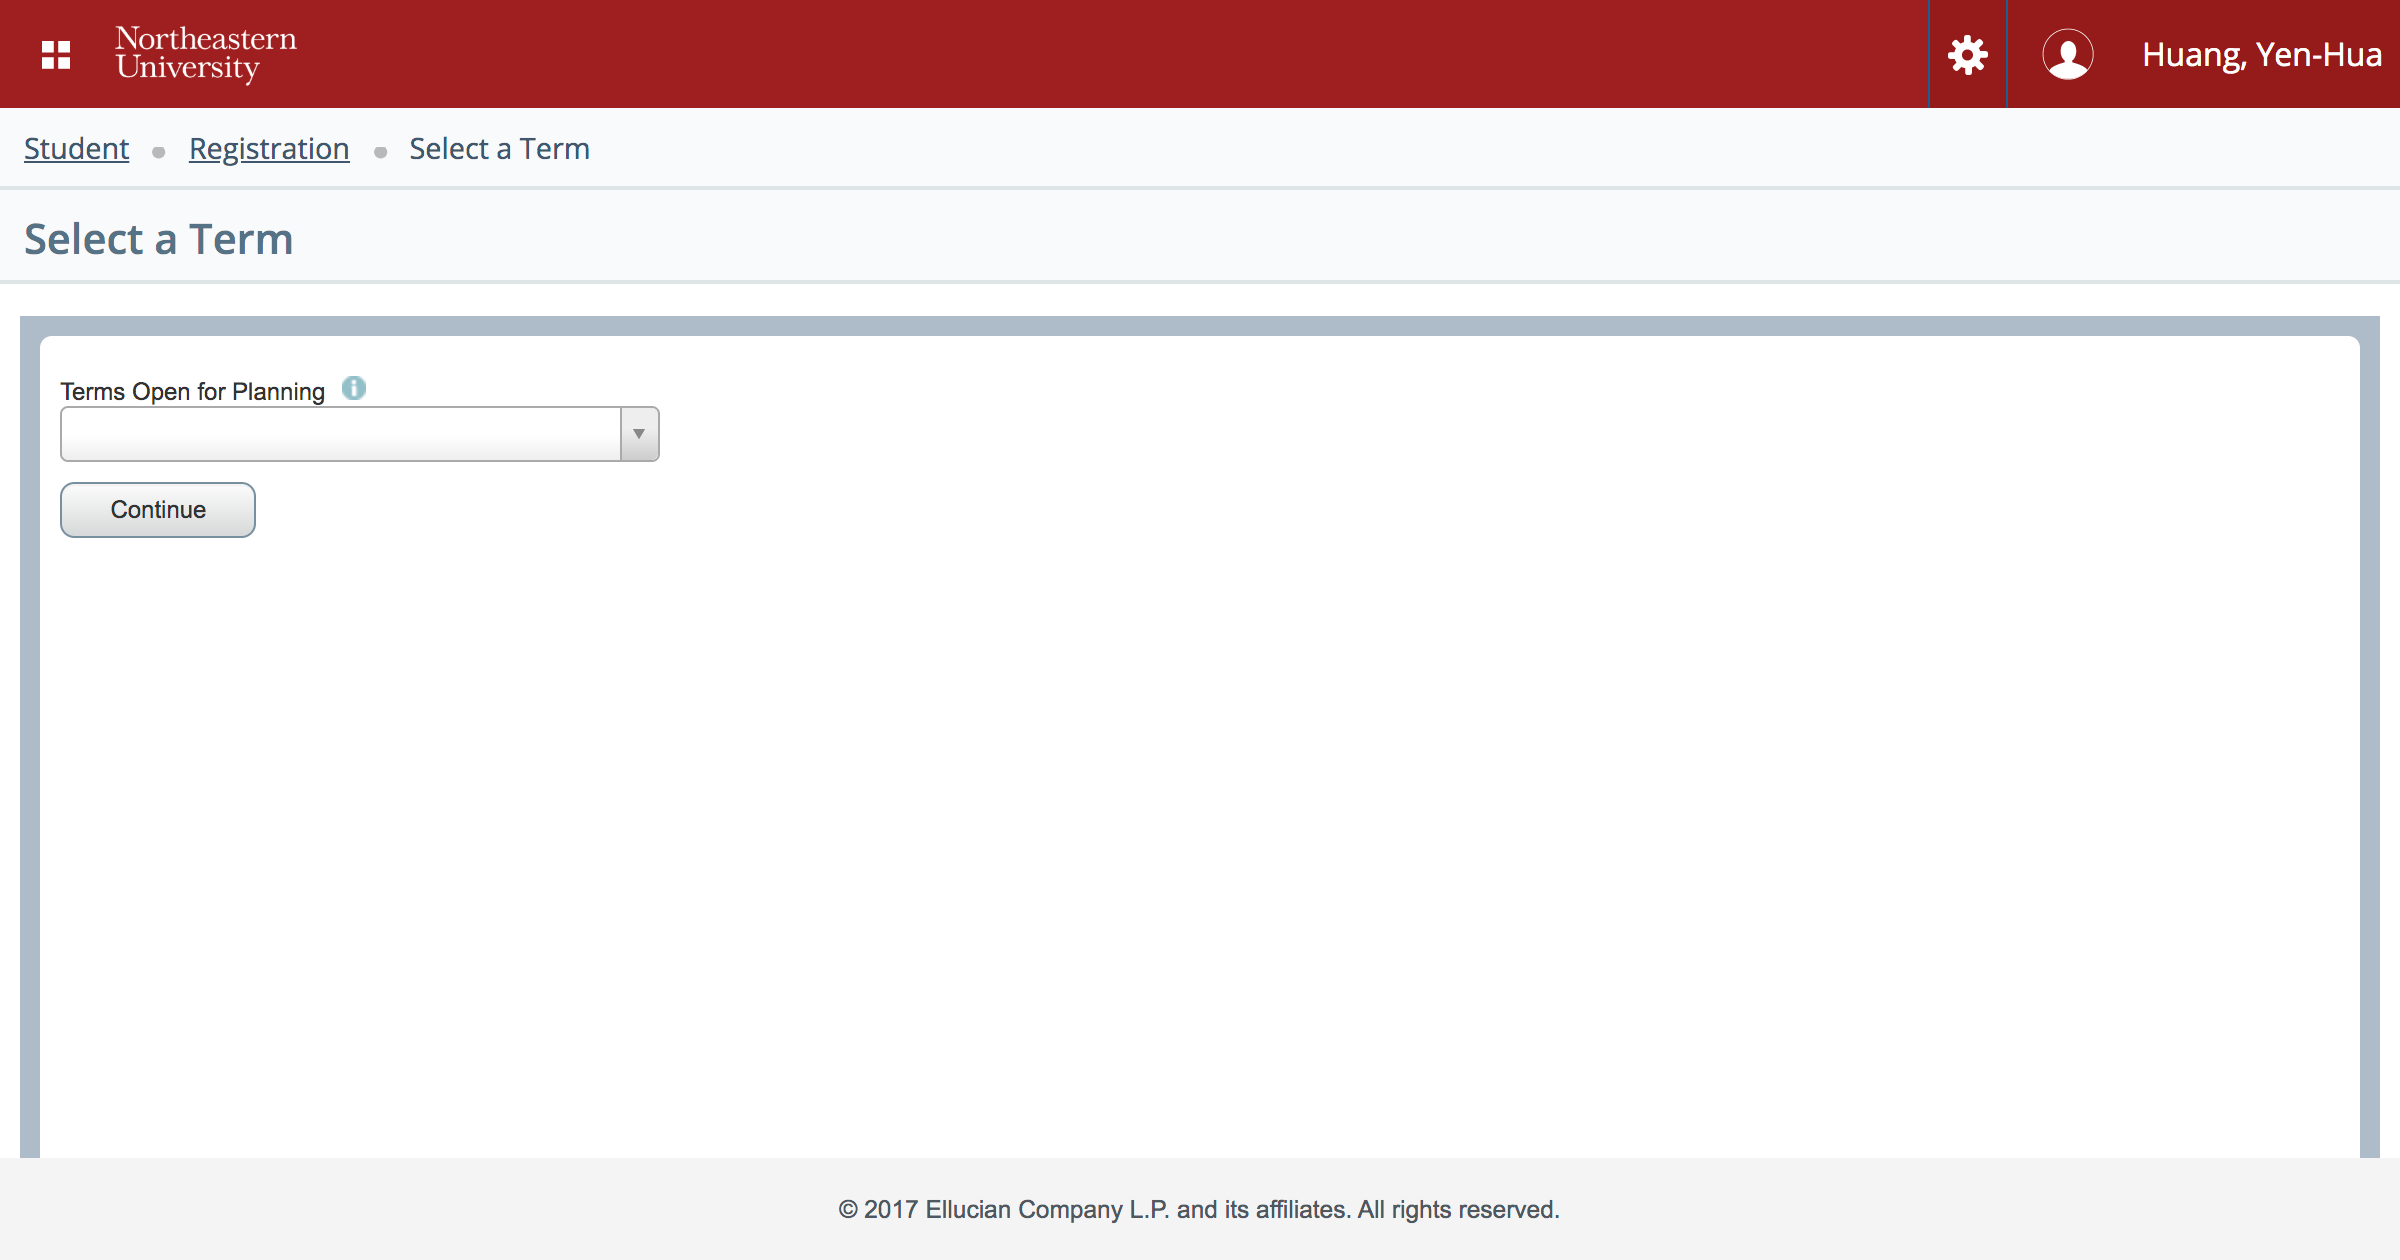 Northeastern
University
Huang, Yen-Hua
Student
Registration
Select a Term
Select a Term
Terms Open for Planning
Continue
© 2017 Ellucian Company L.P. and its affiliates. All rights reserved.